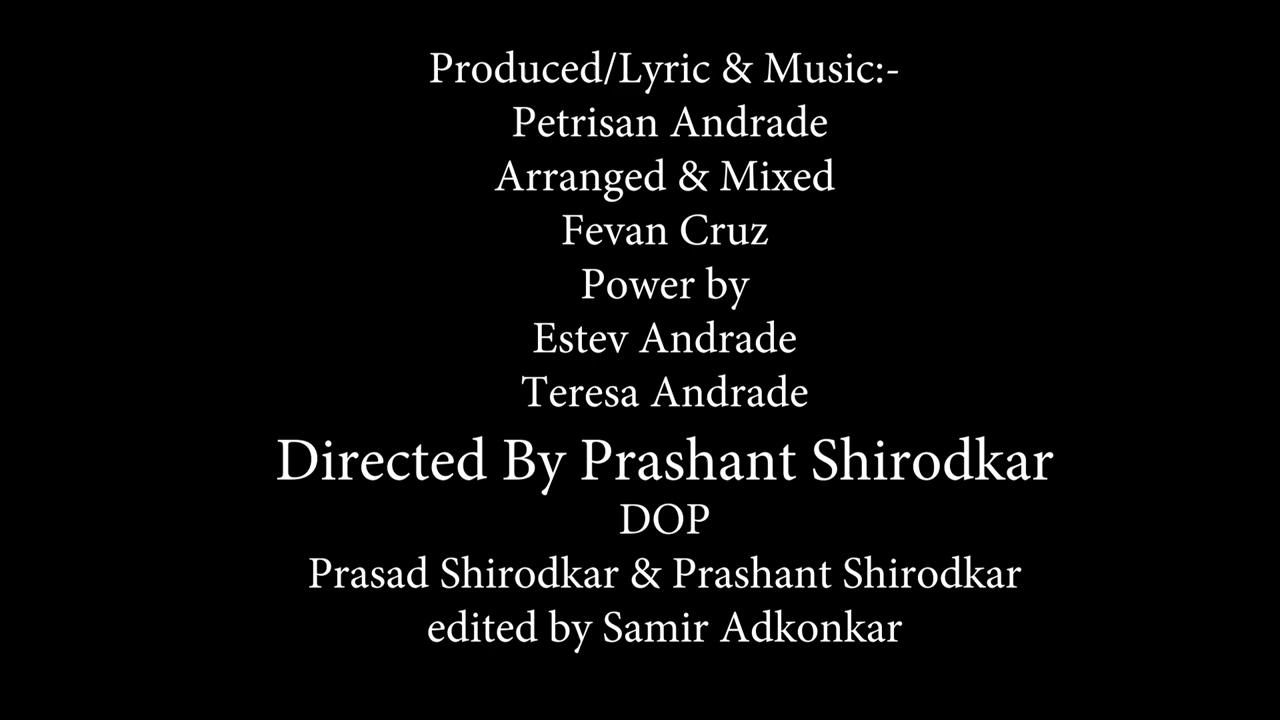 Produced/Lyric & Music:-
Petrisan Andrade
Arranged & Mixed
Fevan Cruz
Power by
Estev Andrade
Teresa Andrade
Directed By Prashant Shirodkar
DOP
Prasad Shirodkar & Prashant Shirodkar
edited by Samir Adkonkar